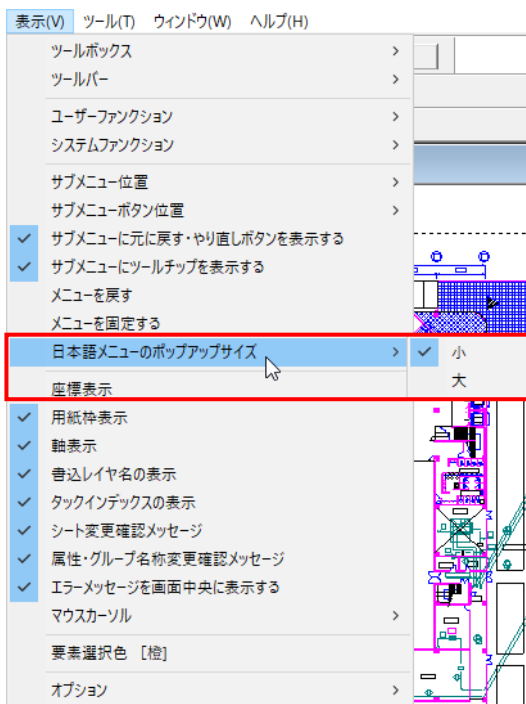 表示(V) ツール(T) ウィンドウ(W) ヘルプ(H)
ツールボックス
ツールバー
ユーザーファンクション
システムファンクション
サブメニュー位置
サブメニューボタン位置
サブメニューに元に戻す・やり直しボタンを表示する
サブメニューにツールチップを表示する
メニューを戻す
メニューを固定する
日本語メニューのポップアップサイズ 小
大
座標表示
用紙枠表示
軸表示
書込レイヤ名の表示
タックインデックスの表示
シート変更確認メッセージ
属性・グループ名称変更確認メッセージ
エラーメッセージを画面中央に表示する
マウスカーソル
要素選択色 [橙]
オプション